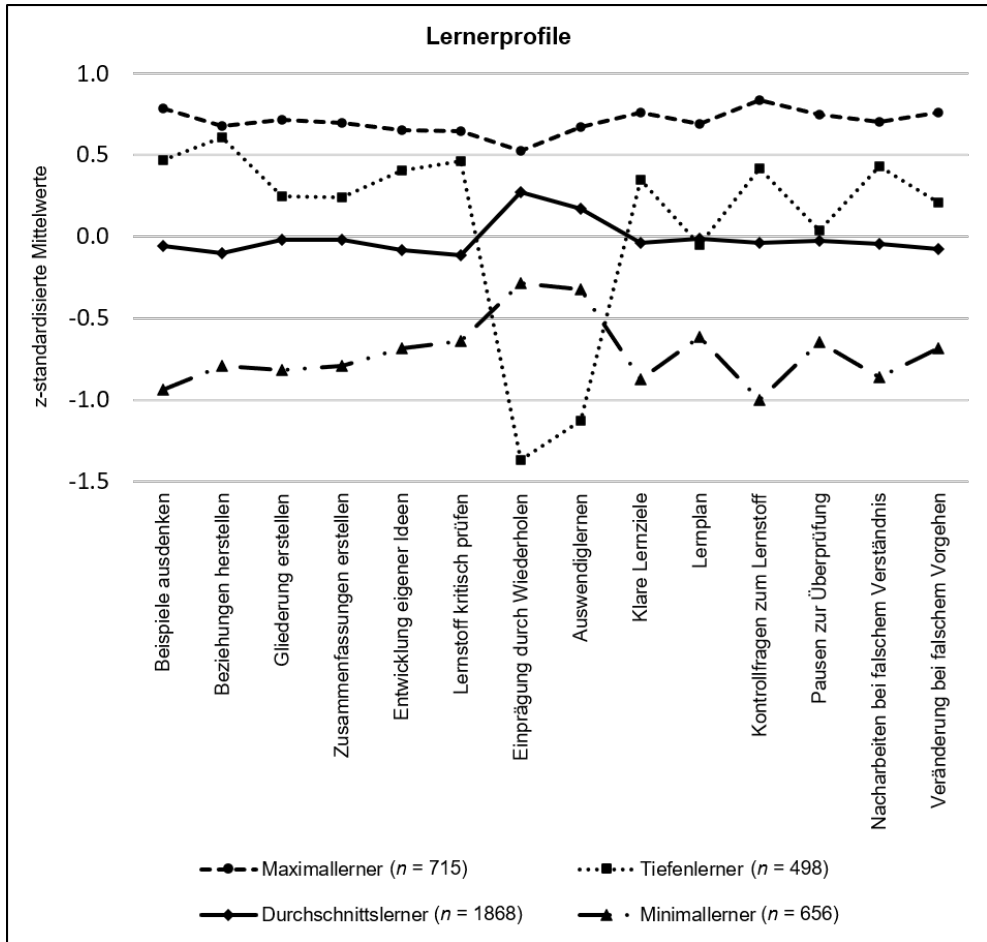 Lernerprofile
z-standardisierte Mittelwerte
1.0
0.5
0.0
-0.5
-1.0
-1.5
Beispiele ausdenken
Beziehungen herstellen
Gliederung erstellen
Zusammenfassungen erstellen
Entwicklung eigener Ideen
Lernstoff kritisch prüfen
Einprägung durch Wiederholen
Auswendiglernen
Klare Lernziele
Lernplan
Kontrollfragen zum Lernstoff
Pausen zur Überprüfung
Nacharbeiten bei falschem Verständnis
Veränderung bei falschem Vorgehen
Maximallerner (n = 715)
Tiefenlerner (n = 498)
Durchschnittslerner (n = 1868)
Minimallerner (n = 656)